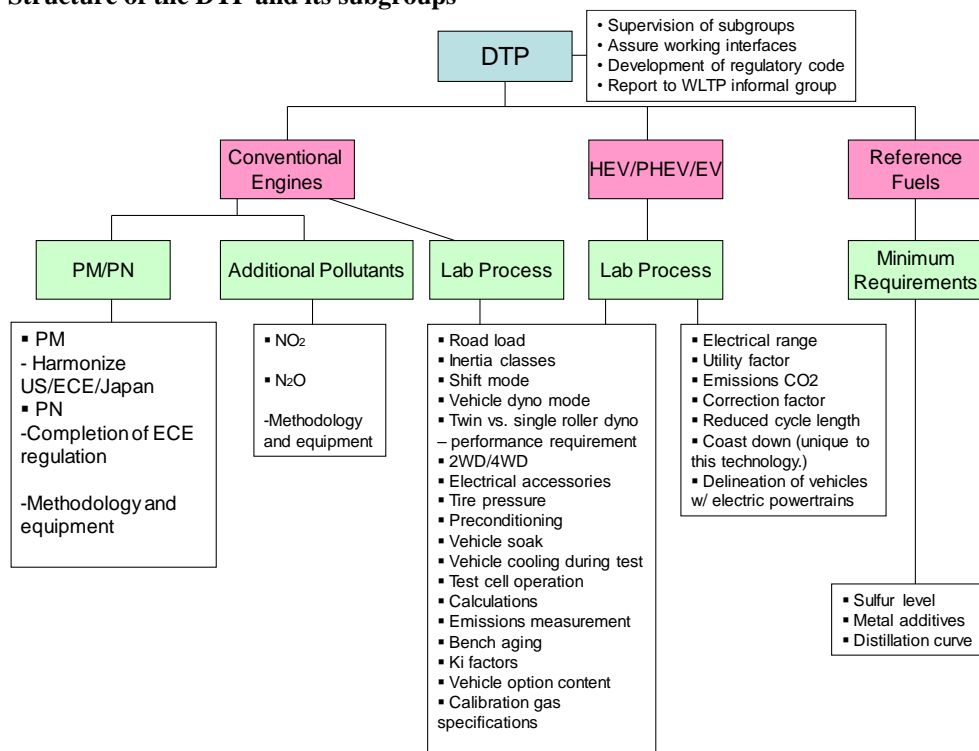 Structure of the DTP and its subgroups
DTP
• Supervision of subgroups
• Assure working interfaces
• Development of regulatory code
• Report to WLTP informal group
Conventional
Engines
HEV/PHEV/EV
Reference
Fuels
PM/PN
Additional Pollutants
Lab Process
Lab Process
Minimum
Requirements
▪ PM
- Harmonize
US/ECE/Japan
▪ PN
-Completion of ECE
regulation
-Methodology and
equipment
▪ NO2
▪ N2O
-Methodology
and equipment
▪ Road load
▪ Inertia classes
▪ Shift mode
▪ Vehicle dyno mode
▪ Twin vs. single roller dyno
– performance requirement
▪ 2WD/4WD
▪ Electrical accessories
▪ Tire pressure
▪ Preconditioning
▪ Vehicle soak
▪ Vehicle cooling during test
▪ Test cell operation
▪ Calculations
▪ Emissions measurement
▪ Bench aging
▪ Ki factors
▪ Vehicle option content
▪ Calibration gas
specifications
▪ Electrical range
▪ Utility factor
▪ Emissions CO2
▪ Correction factor
▪ Reduced cycle length
▪ Coast down (unique to
this technology.)
▪ Delineation of vehicles
w/ electric powertrains
▪ Sulfur level
▪ Metal additives
▪ Distillation curve